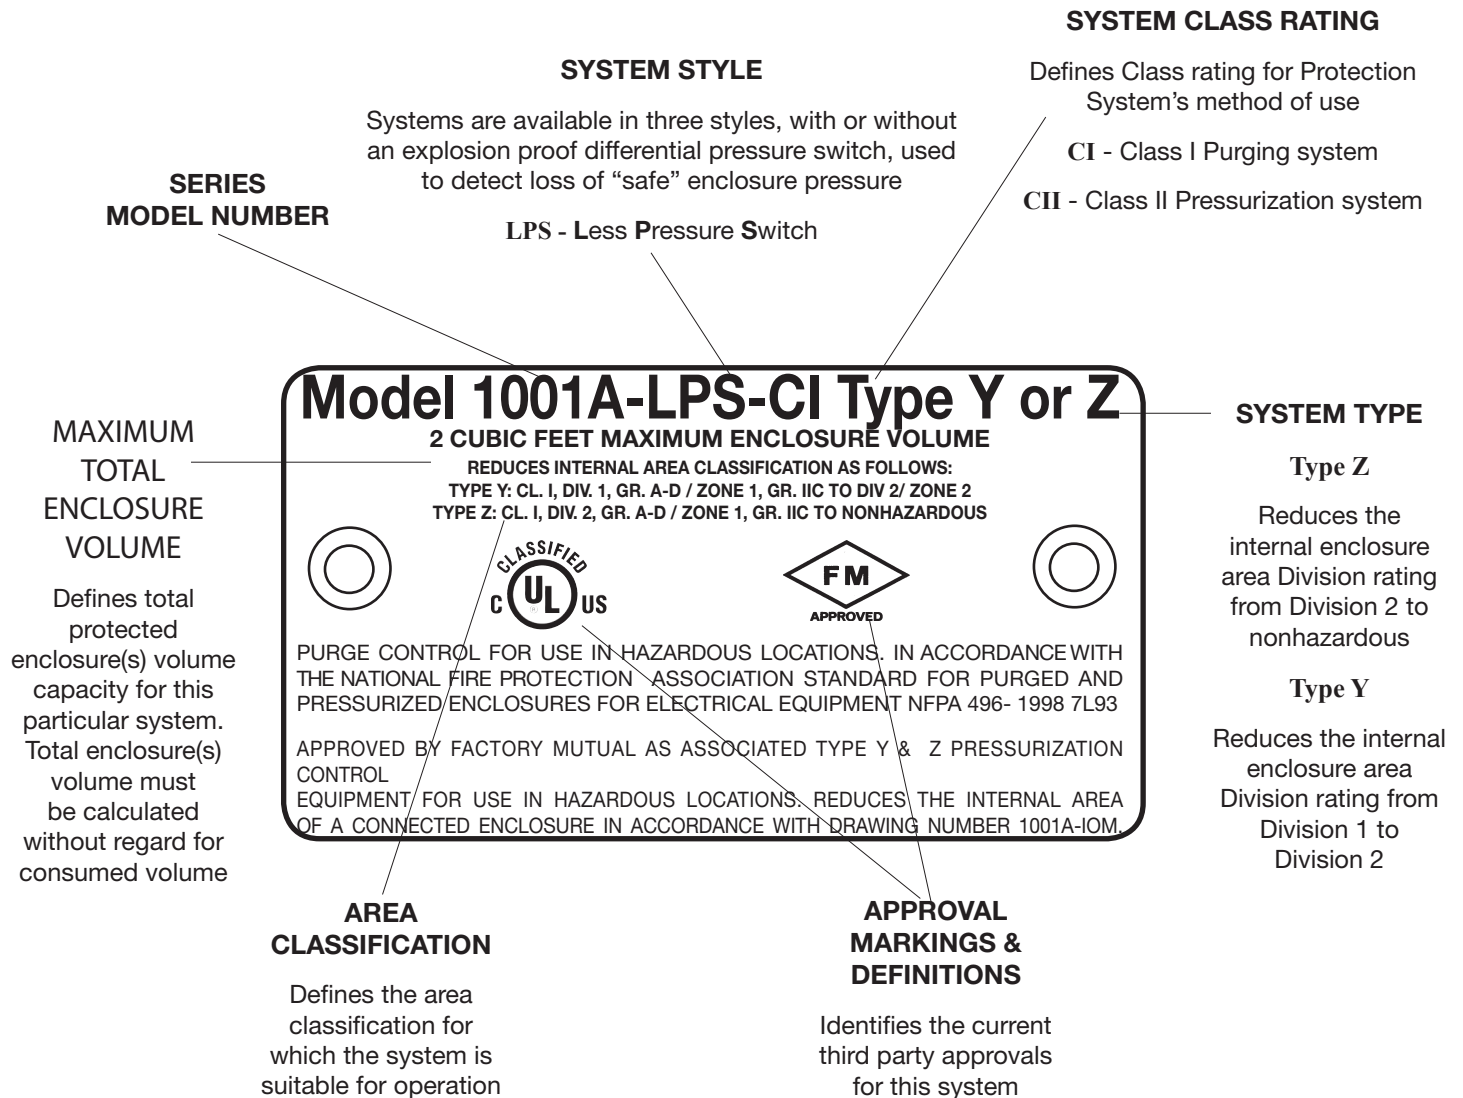 SYSTEM CLASS RATING
Defines Class rating for Protection
System's method of use
CI - Class I Purging system
CII - Class II Pressurization system
SYSTEM STYLE
Systems are available in three styles, with or without
an explosion proof differential pressure switch, used
to detect loss of “safe” enclosure pressure
LPS - Less Pressure Switch
SERIES
MODEL NUMBER
Model 1001A-LPS-CI Type Y or Z
2 CUBIC FEET MAXIMUM ENCLOSURE VOLUME
REDUCES INTERNAL AREA CLASSIFICATION AS FOLLOWS:
TYPE Y: CL. I, DIV. 1, GR. A-D / ZONE 1, GR. IIC TO DIV 2/ ZONE 2
TYPE Z: CL. I, DIV. 2, GR. A-D / ZONE 1, GR. IIC TO NONHAZARDOUS
CLASSIFIED
C UL ® US
FM
APPROVED
PURGE CONTROL FOR USE IN HAZARDOUS LOCATIONS. IN ACCORDANCE WITH
THE NATIONAL FIRE PROTECTION ASSOCIATION STANDARD FOR PURGED AND
PRESSURIZED ENCLOSURES FOR ELECTRICAL EQUIPMENT NFPA 496- 1998 7L93
APPROVED BY FACTORY MUTUAL AS ASSOCIATED TYPE Y & Z PRESSURIZATION
CONTROL
EQUIPMENT FOR USE IN HAZARDOUS LOCATIONS. REDUCES THE INTERNAL AREA
OF A CONNECTED ENCLOSURE IN ACCORDANCE WITH DRAWING NUMBER 1001A-IOM.
MAXIMUM
TOTAL
ENCLOSURE
VOLUME
Defines total
protected
enclosure(s) volume
capacity for this
particular system.
Total enclosure(s)
volume must
be calculated
without regard for
consumed volume
SYSTEM TYPE
Type Z
Reduces the
internal enclosure
area Division rating
from Division 2 to
nonhazardous
Type Y
Reduces the internal
enclosure area
Division rating from
Division 1 to
Division 2
AREA
CLASSIFICATION
Defines the area
classification for
which the system is
suitable for operation
APPROVAL
MARKINGS &
DEFINITIONS
Identifies the current
third party approvals
for this system